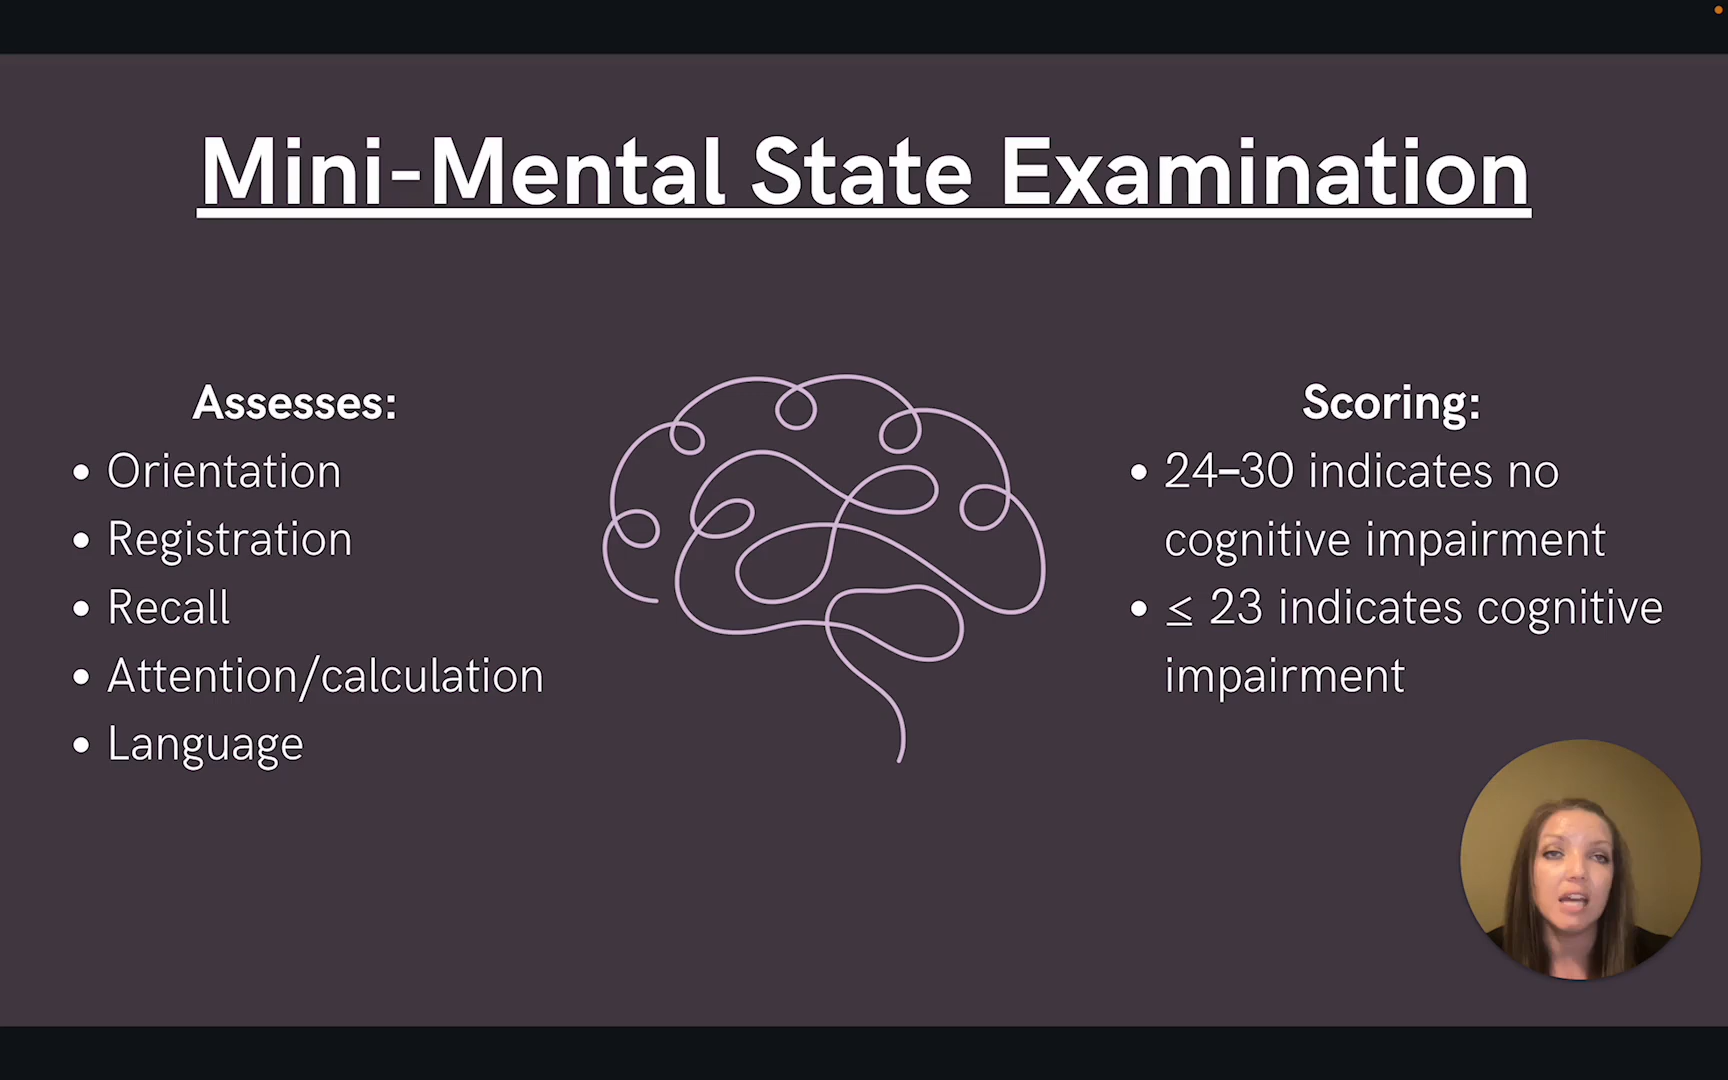 Mini-Mental State Examination
Assesses:
• Orientation
• Registration
• Recall
• Attention/calculation
• Language
Scoring:
• 24–30 indicates no
cognitive impairment
• ≤ 23 indicates cognitive
impairment